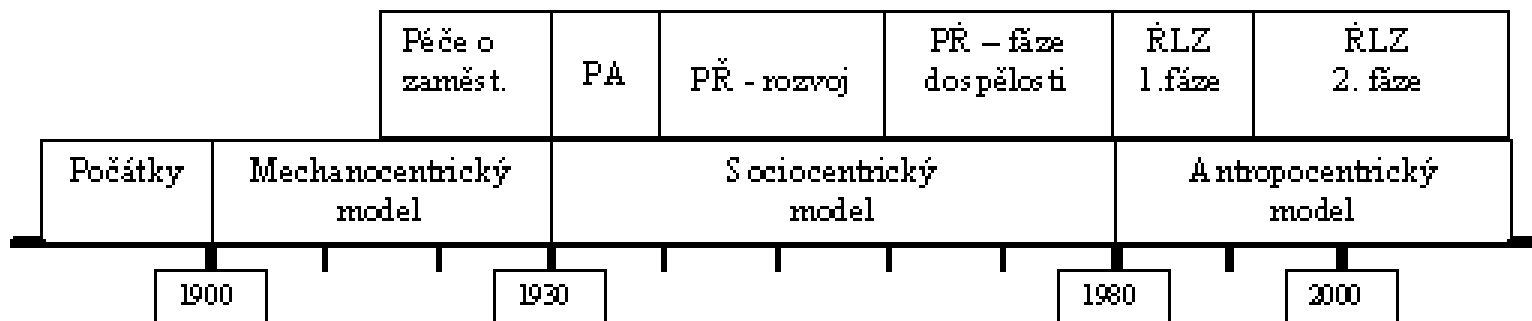 Péče o
zaměst.
PA
PŘ - rozvoj
PŘ – fáze
dospělosti
ŘLZ
1.fáze
ŘLZ
2. fáze
Počátky
Mechanocentrický
model
Sociocentrický
model
Antropocentrický
model
1900
1930
1980
2000